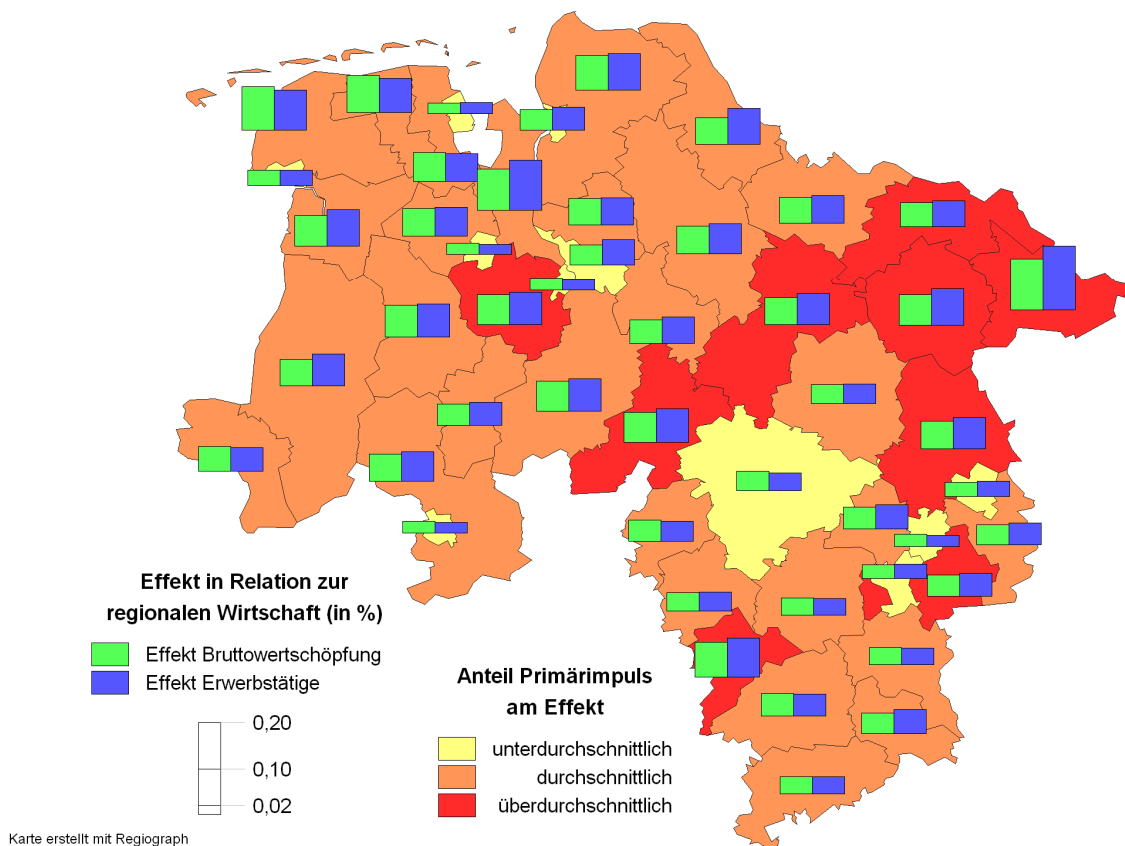 Effekt in Relation zur
regionalen Wirtschaft (in %)
Effekt Bruttowertschöpfung
Effekt Erwerbstätige
0,20
0,10
0,02
Anteil Primärimpuls
am Effekt
unterdurchschnittlich
durchschnittlich
überdurchschnittlich
Karte erstellt mit Regiograph